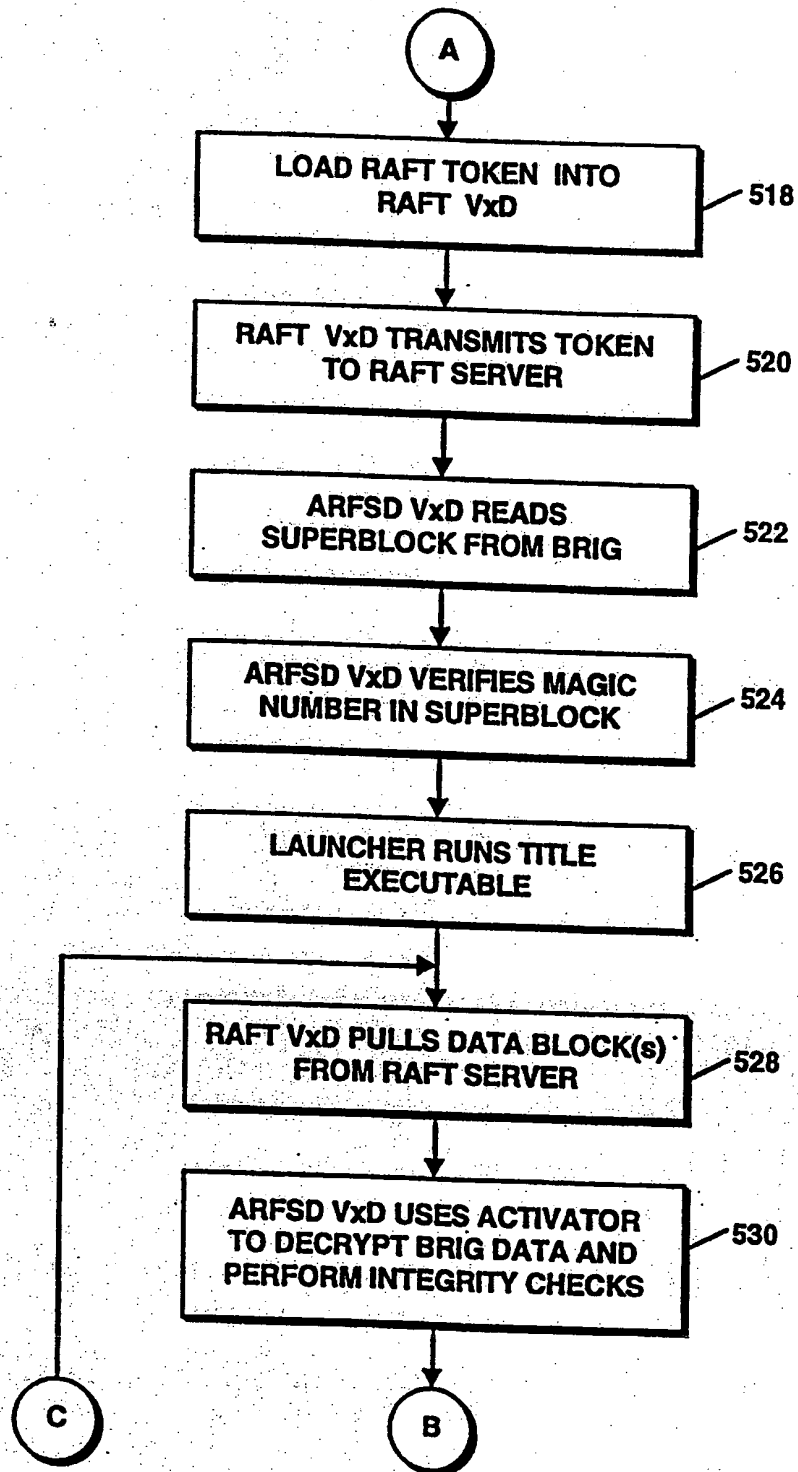 A
LOAD RAFT TOKEN INTO
RAFT VxD
518
RAFT VxD TRANSMITS TOKEN
TO RAFT SERVER
520
ARFSD VxD READS
SUPERBLOCK FROM BRIG
522
ARFSD VxD VERIFIES MAGIC
NUMBER IN SUPERBLOCK
524
LAUNCHER RUNS TITLE
EXECUTABLE
526
RAFT VxD PULLS DATA BLOCK(s)
FROM RAFT SERVER
528
ARFSD VxD USES ACTIVATOR
TO DECRYPT BRIG DATA AND
PERFORM INTEGRITY CHECKS
530
C
B